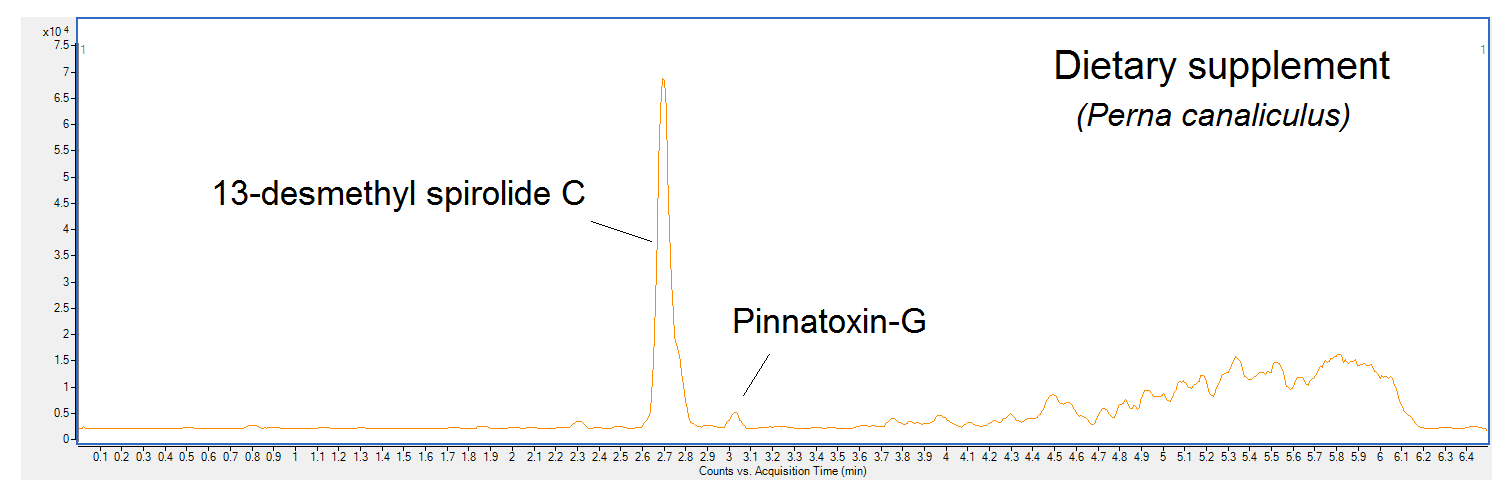 x10 4
1
1
7.5
7
6.5
6
5.5
5
4.5
4
3.5
3
2.5
2
1.5
1
0.5
0
Dietary supplement
(Perna canaliculus)
13-desmethyl spirolide C
Pinnatoxin-G
0.1 0.2 0.3 0.4 0.5 0.6 0.7 0.8 0.9 1 1.1 1.2 1.3 1.4 1.5 1.6 1.7 1.8 1.9 2 2.1 2.2 2.3 2.4 2.5 2.6 2.7 2.8 2.9 3 3.1 3.2 3.3 3.4 3.5 3.6 3.7 3.8 3.9 4 4.1 4.2 4.3 4.4 4.5 4.6 4.7 4.8 4.9 5 5.1 5.2 5.3 5.4 5.5 5.6 5.7 5.8 5.9 6 6.1 6.2 6.3 6.4
Counts vs. Acquisition Time (min)